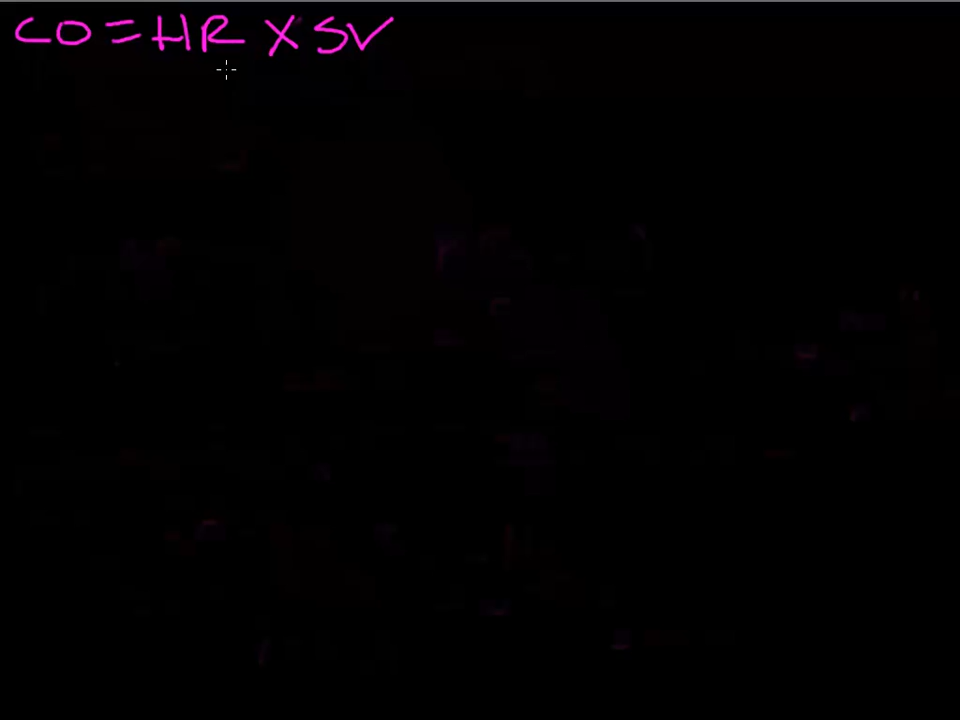 CO = HR X SV